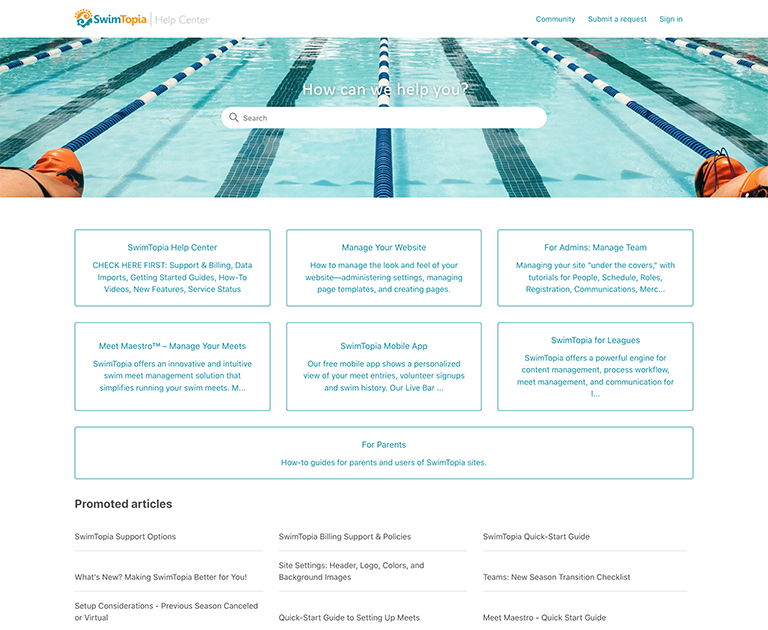 SwimTopia | Help Center
Community Submit a request Sign in
How can we help you?
Search
SwimTopia Help Center
CHECK HERE FIRST: Support & Billing, Data
Imports, Getting Started Guides, How-To
Videos, New Features, Service Status
Manage Your Website
How to manage the look and feel of your
website—administering settings, managing
page templates, and creating pages.
For Admins: Manage Team
Managing your site "under the covers," with
tutorials for People, Schedule, Roles,
Registration, Communications, Merc...
Meet Maestro™ – Manage Your Meets
SwimTopia offers an innovative and intuitive
swim meet management solution that
simplifies running your swim meets. M...
SwimTopia Mobile App
Our free mobile app shows a personalized
view of your meet entries, volunteer signups
and swim history. Our Live Bar ...
SwimTopia for Leagues
SwimTopia offers a powerful engine for
content management, process workflow,
meet management, and communication for
l...
For Parents
How-to guides for parents and users of SwimTopia sites.
Promoted articles
SwimTopia Support Options
SwimTopia Billing Support & Policies
SwimTopia Quick-Start Guide
What's New? Making SwimTopia Better for You!
Site Settings: Header, Logo, Colors, and
Background Images
Teams: New Season Transition Checklist
Setup Considerations - Previous Season Canceled
or Virtual
Quick-Start Guide to Setting Up Meets
Meet Maestro - Quick Start Guide